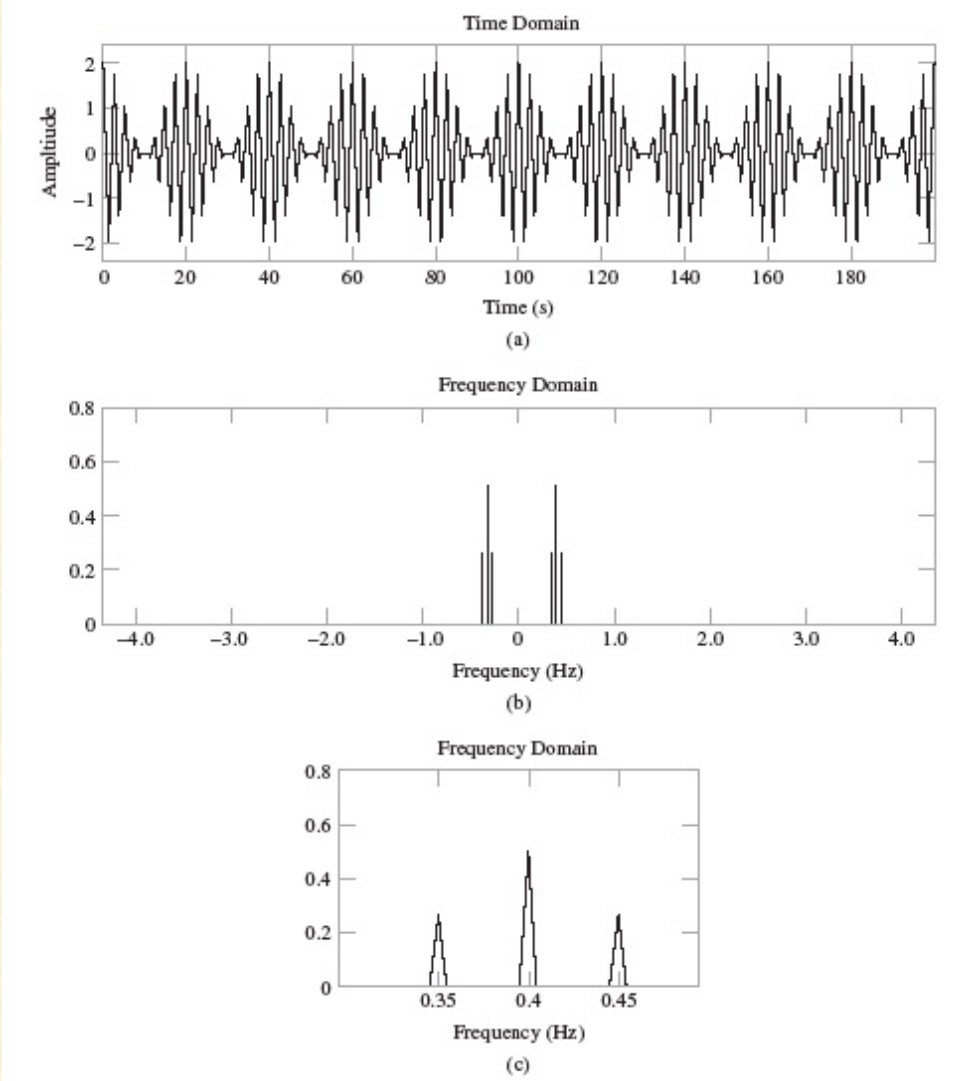 Time Domain
2
1
0
−1
−2
Amplitude
0 20 40 60 80 100 120 140 160 180
Time (s)
(a)
Frequency Domain
0.8
0.6
0.4
0.2
0
−4.0 −3.0 −2.0 −1.0 0 1.0 2.0 3.0 4.0
Frequency (Hz)
(b)
Frequency Domain
0.8
0.6
0.4
0.2
0
0.35 0.4 0.45
Frequency (Hz)
(c)